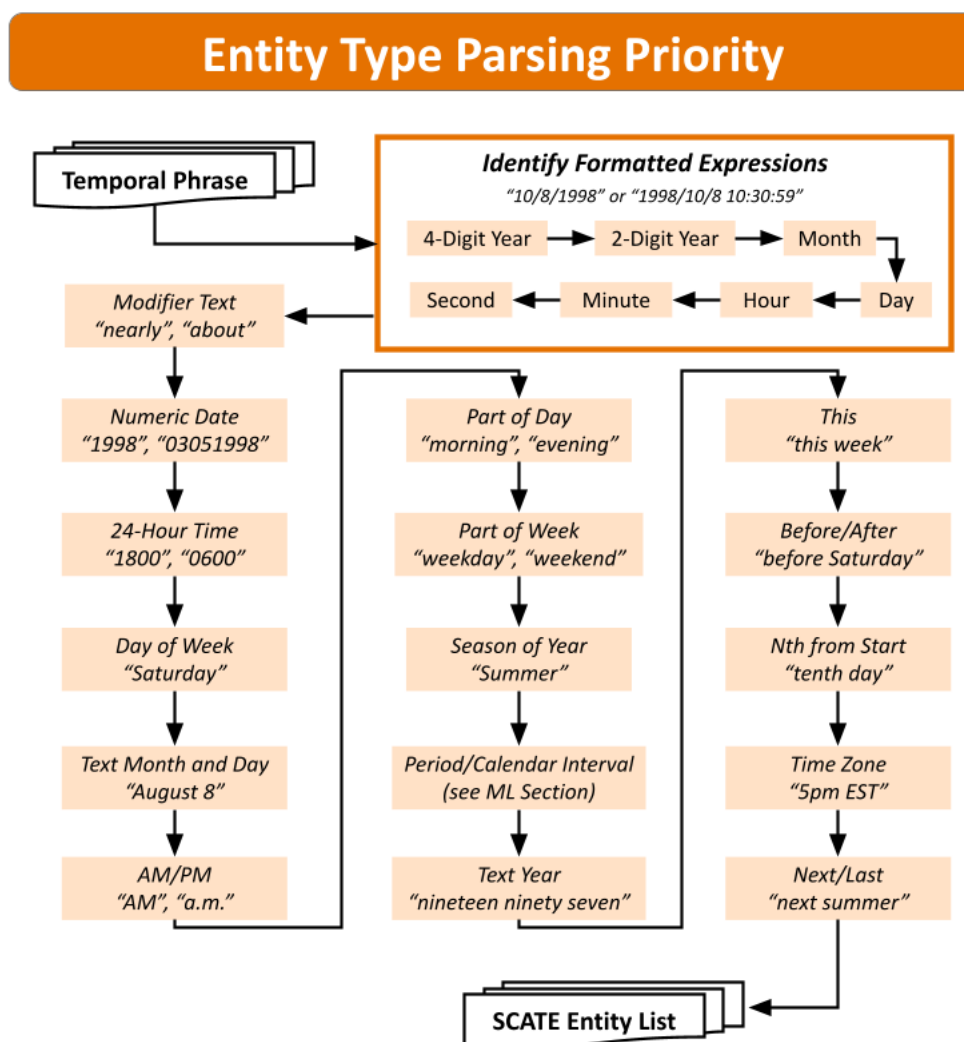 Entity Type Parsing Priority
Temporal Phrase
Identify Formatted Expressions
“10/8/1998” or “1998/10/8 10:30:59”
4-Digit Year
2-Digit Year
Month
Day
Hour
Minute
Second
Modifier Text
“nearly”, “about”
Numeric Date
“1998”, “03051998”
24-Hour Time
“1800”, “0600”
Day of Week
“Saturday”
Text Month and Day
“August 8”
AM/PM
“AM”, “a.m.”
Part of Day
“morning”, “evening”
Part of Week
“weekday”, “weekend”
Season of Year
“Summer”
Period/Calendar Interval
(see ML Section)
Text Year
“nineteen ninety seven”
This
“this week”
Before/After
“before Saturday”
Nth from Start
“tenth day”
Time Zone
“5pm EST”
Next/Last
“next summer”
SCATE Entity List